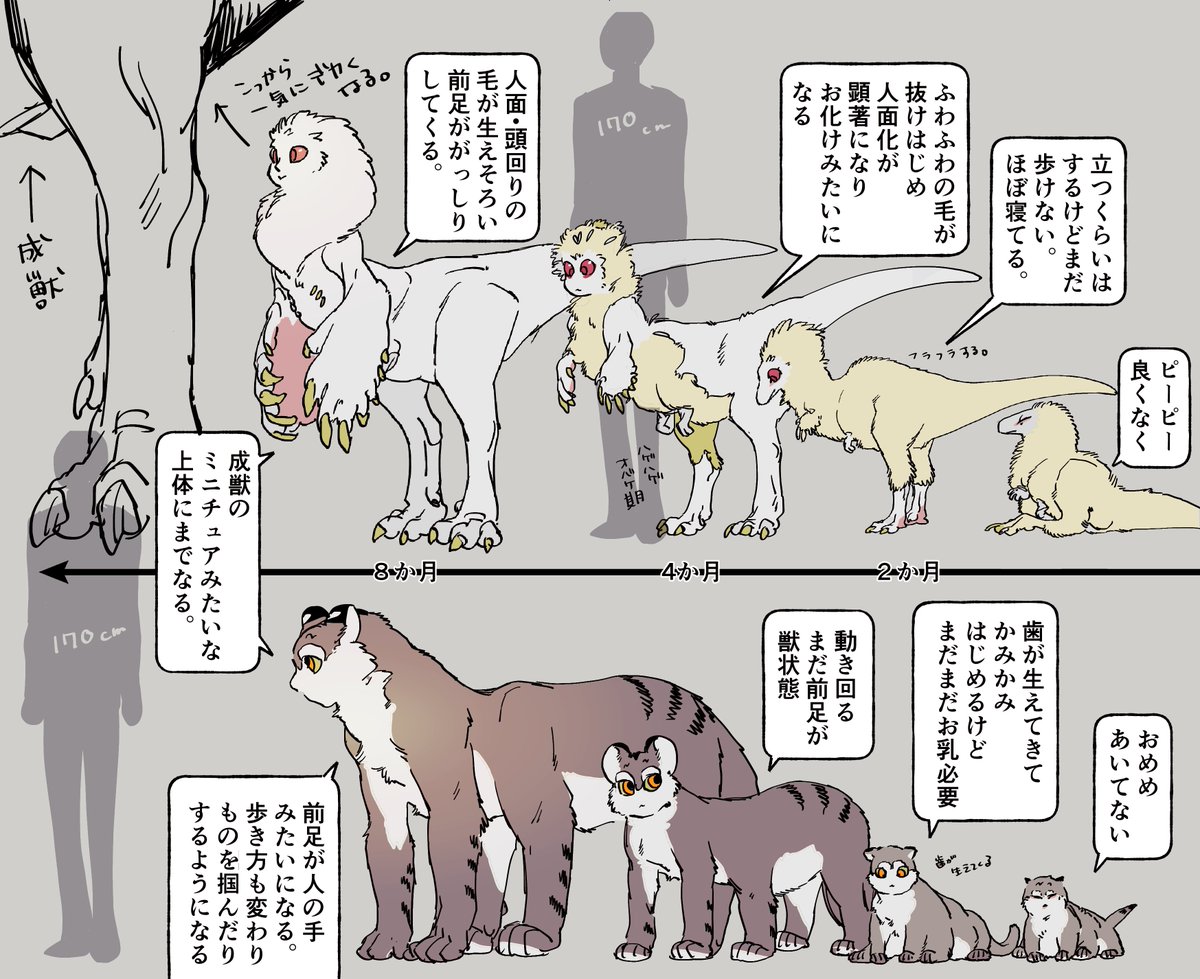 ピーピー
良くなく
立つくらいは
するけどまだ
歩けない。
ほぼ寝てる。
フラフラする。
ふわふわの毛が
抜けはじめ
人面化が
顕著になり
お化けみたいに
なる
ハゲハゲ
オバケ期
170cm
人面・頭回りの
毛が生えそろい
前足ががっしり
してくる。
こっから
一気にでかく
なる。
成獣
成獣の
ミニチュアみたいな
上体にまでなる。
170cm
8か月
4か月
2か月
おめめ
あいてない
歯が生えてきて
かみかみ
はじめるけど
まだまだお乳必要
歯が
生えてくる
動き回る
まだ前足が
獣状態
前足が人の手
みたいになる。
歩き方も変わり
ものを掴んだり
するようになる